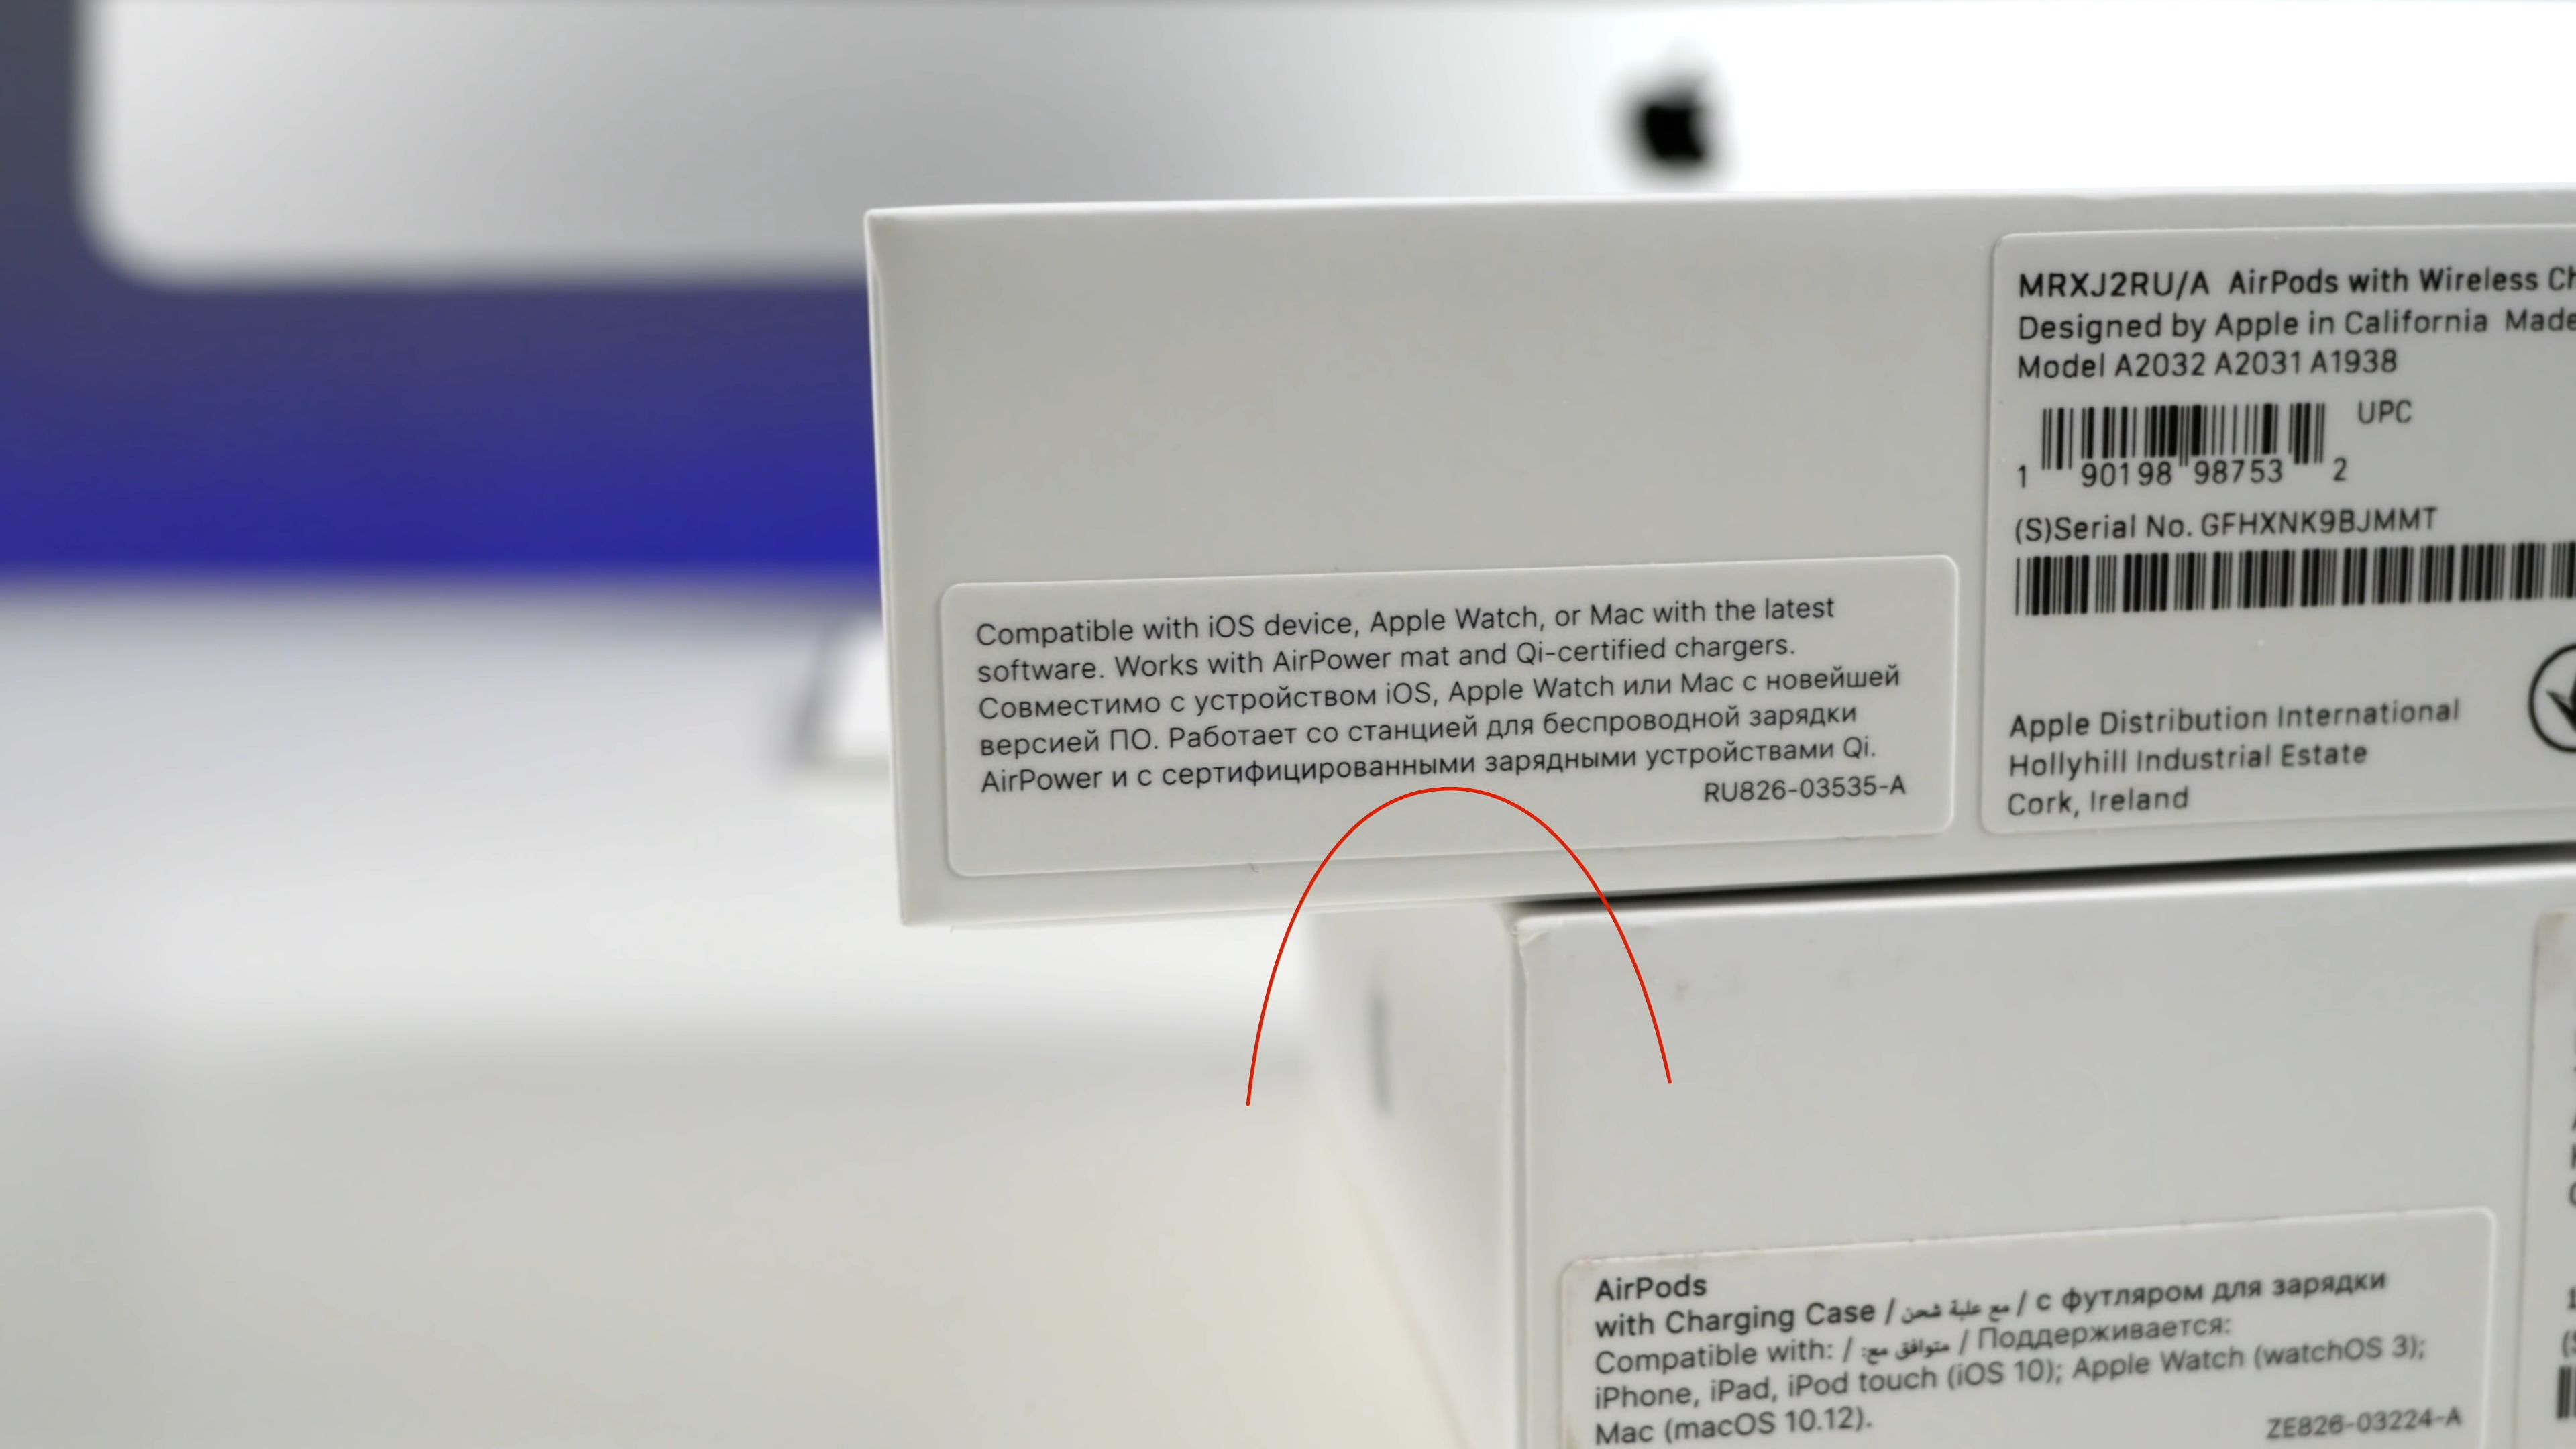 Compatible with iOS device, Apple Watch, or Mac with the latest
software. Works with AirPower mat and Qi-certified chargers.
Совместимо с устройством iOS, Apple Watch или Mac с новейшей
версией ПО. Работает со станцией для беспроводной зарядки
AirPower и с сертифицированными зарядными устройствами Qi.
RU826-03535-A
MRXJ2RU/A AirPods with Wireless
Designed by Apple in California Made
Model A2032 A2031 A1938
UPC
1 90198 98753 2
(S)Serial No. GFHXNK9BJMMT
Apple Distribution International
Hollyhill Industrial Estate
Cork, Ireland
AirPods
with Charging Case / مع علبة شحن / с футляром для зарядки
Compatible with: / متوافق مع: / Поддерживается:
iPhone, iPad, iPod touch (iOS 10); Apple Watch (watchOS 3);
Mac (macOS 10.12).
ZE826-03224-A